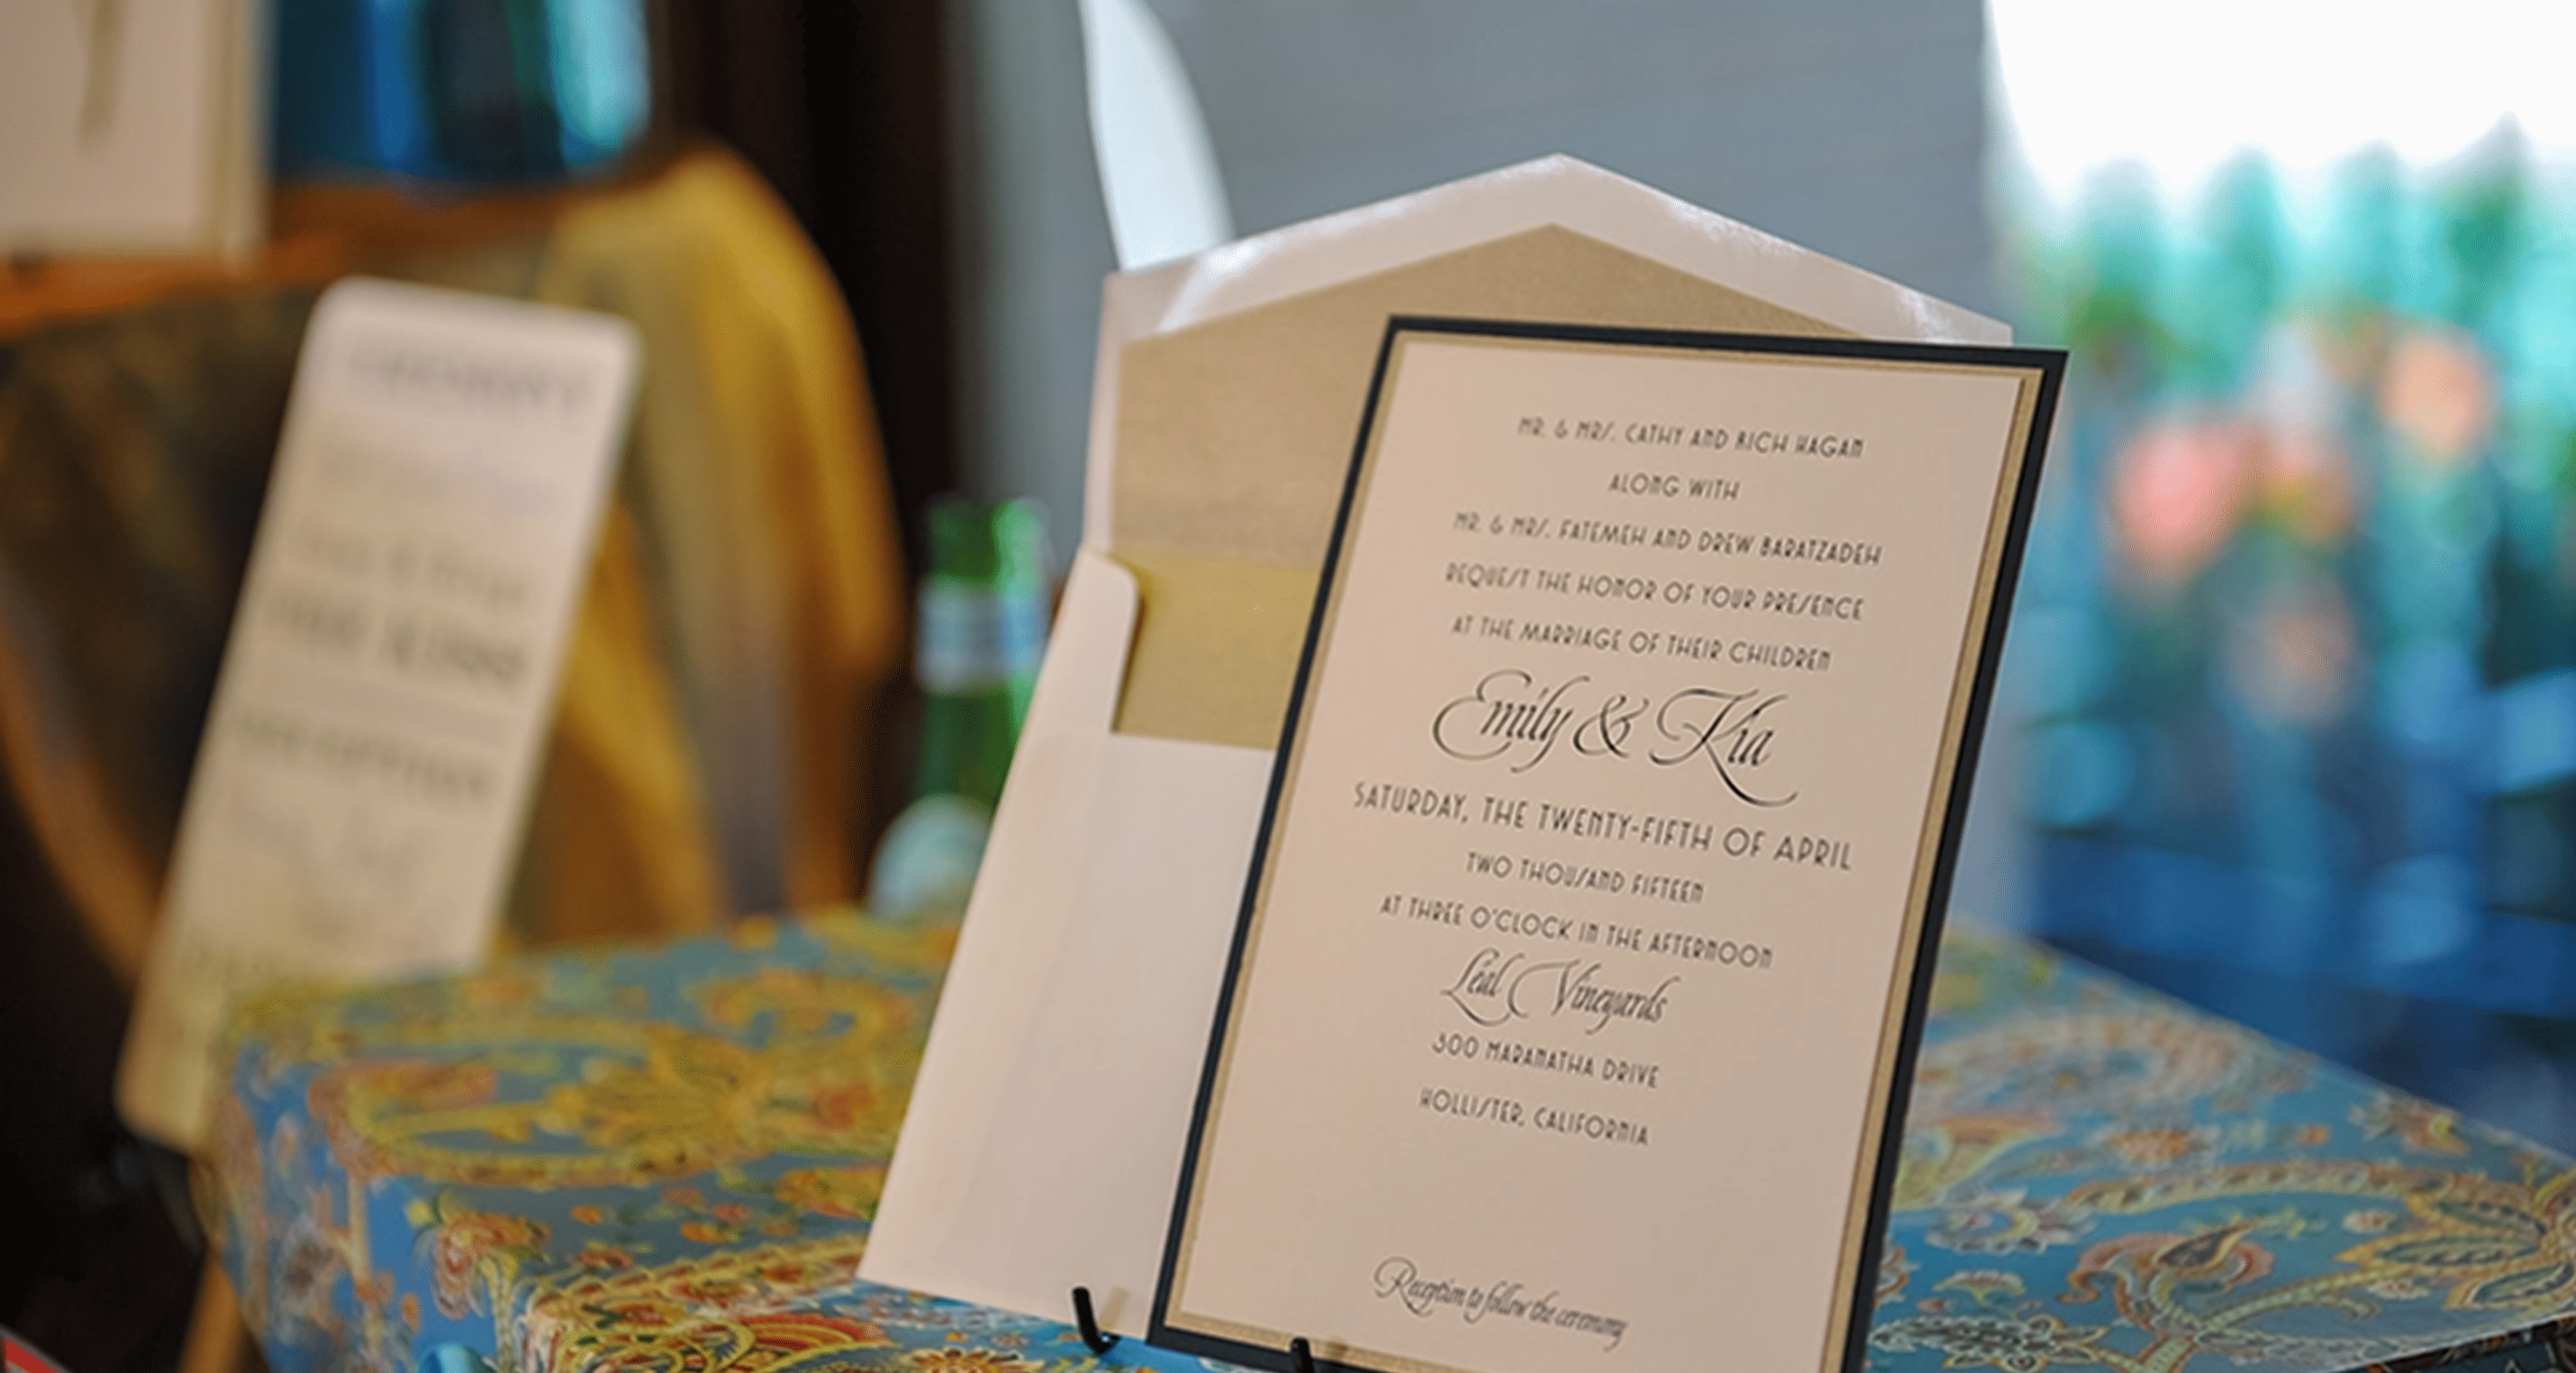 MR. & MRS. CATHY AND RICH HAGAN
ALONG WITH
MR. & MRS. FATEMEH AND DREW BARATZADEH
REQUEST THE HONOR OF YOUR PRESENCE
AT THE MARRIAGE OF THEIR CHILDREN
Emily & Kia
SATURDAY, THE TWENTY-FIFTH OF APRIL
TWO THOUSAND FIFTEEN
AT THREE O'CLOCK IN THE AFTERNOON
Léal Vineyards
300 MARANATHA DRIVE
HOLLISTER, CALIFORNIA
Reception to follow the ceremony